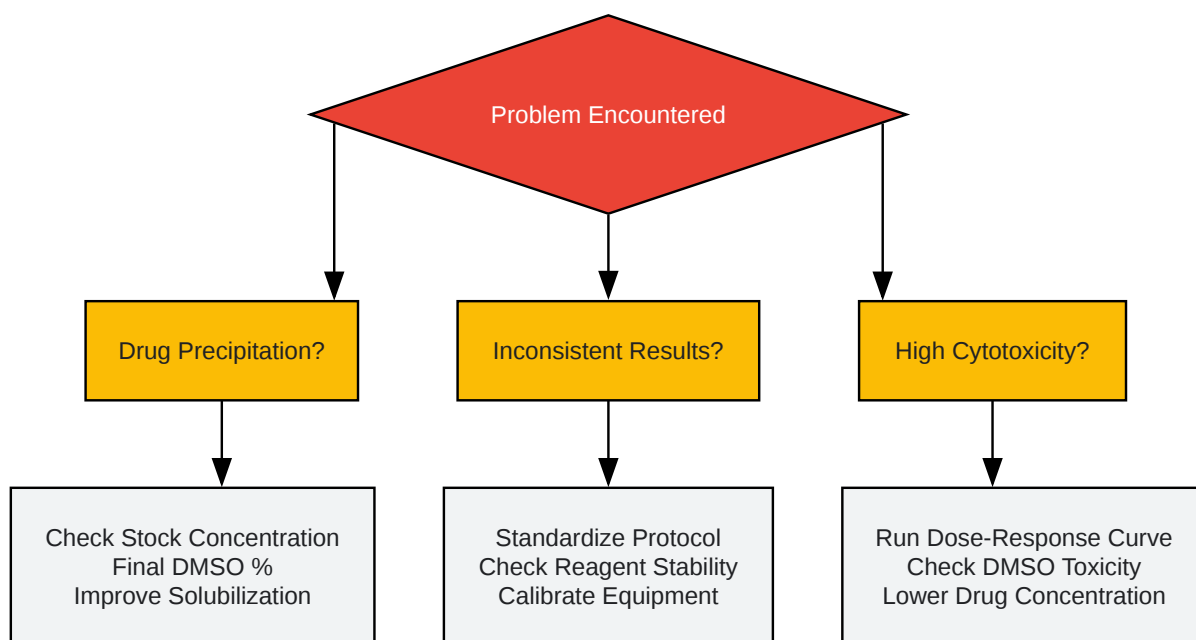 Problem Encountered
Drug Precipitation?
Inconsistent Results?
High Cytotoxicity?
Check Stock Concentration
Final DMSO %
Improve Solubilization
Standardize Protocol
Check Reagent Stability
Calibrate Equipment
Run Dose-Response Curve
Check DMSO Toxicity
Lower Drug Concentration